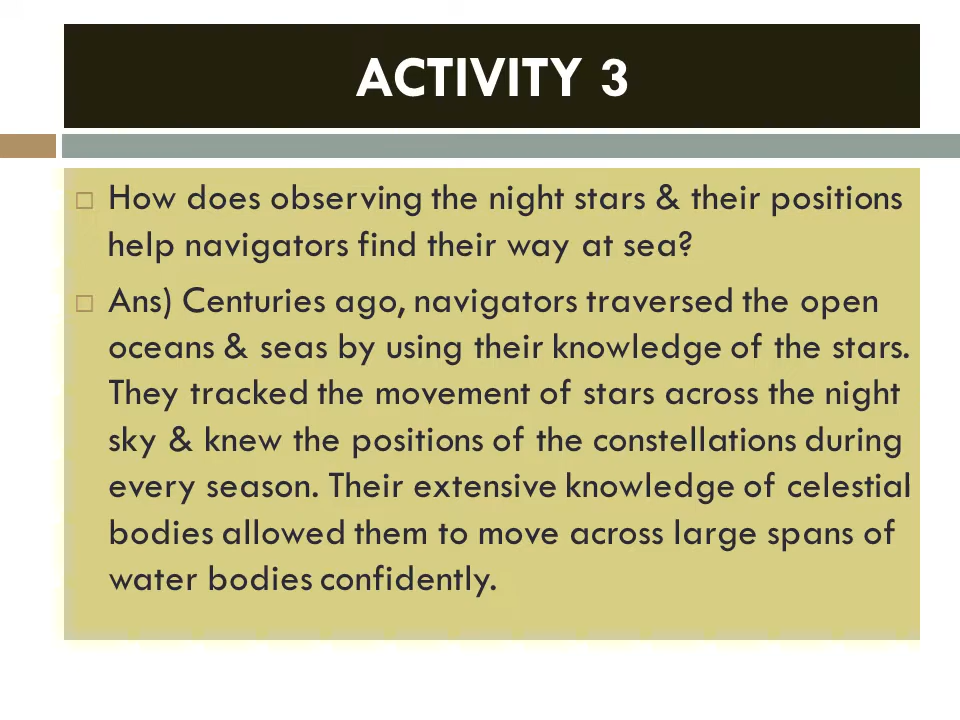 ACTIVITY 3
How does observing the night stars & their positions
help navigators find their way at sea?
Ans) Centuries ago, navigators traversed the open
oceans & seas by using their knowledge of the stars.
They tracked the movement of stars across the night
sky & knew the positions of the constellations during
every season. Their extensive knowledge of celestial
bodies allowed them to move across large spans of
water bodies confidently.